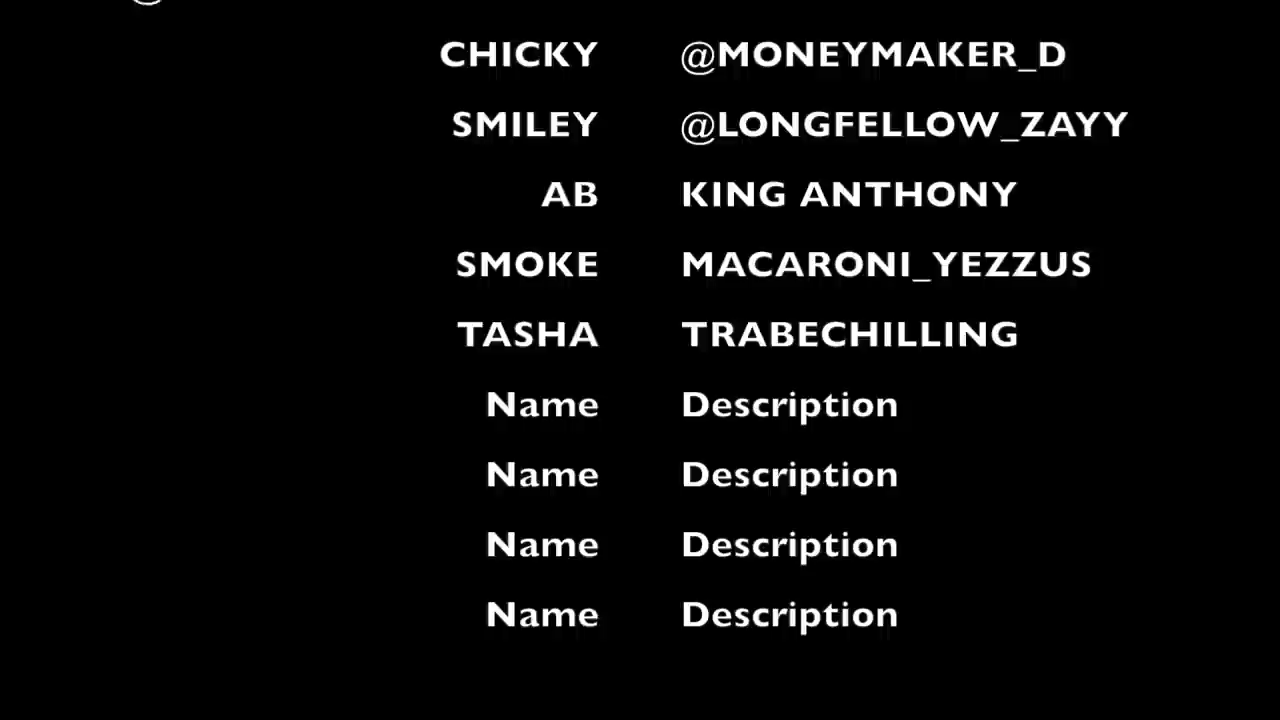 CHICKY @MONEYMAKER_D
SMILEY @LONGFELLOW_ZAYY
AB KING ANTHONY
SMOKE MACARONI_YEZZUS
TASHA TRABECHILLING
Name Description
Name Description
Name Description
Name Description